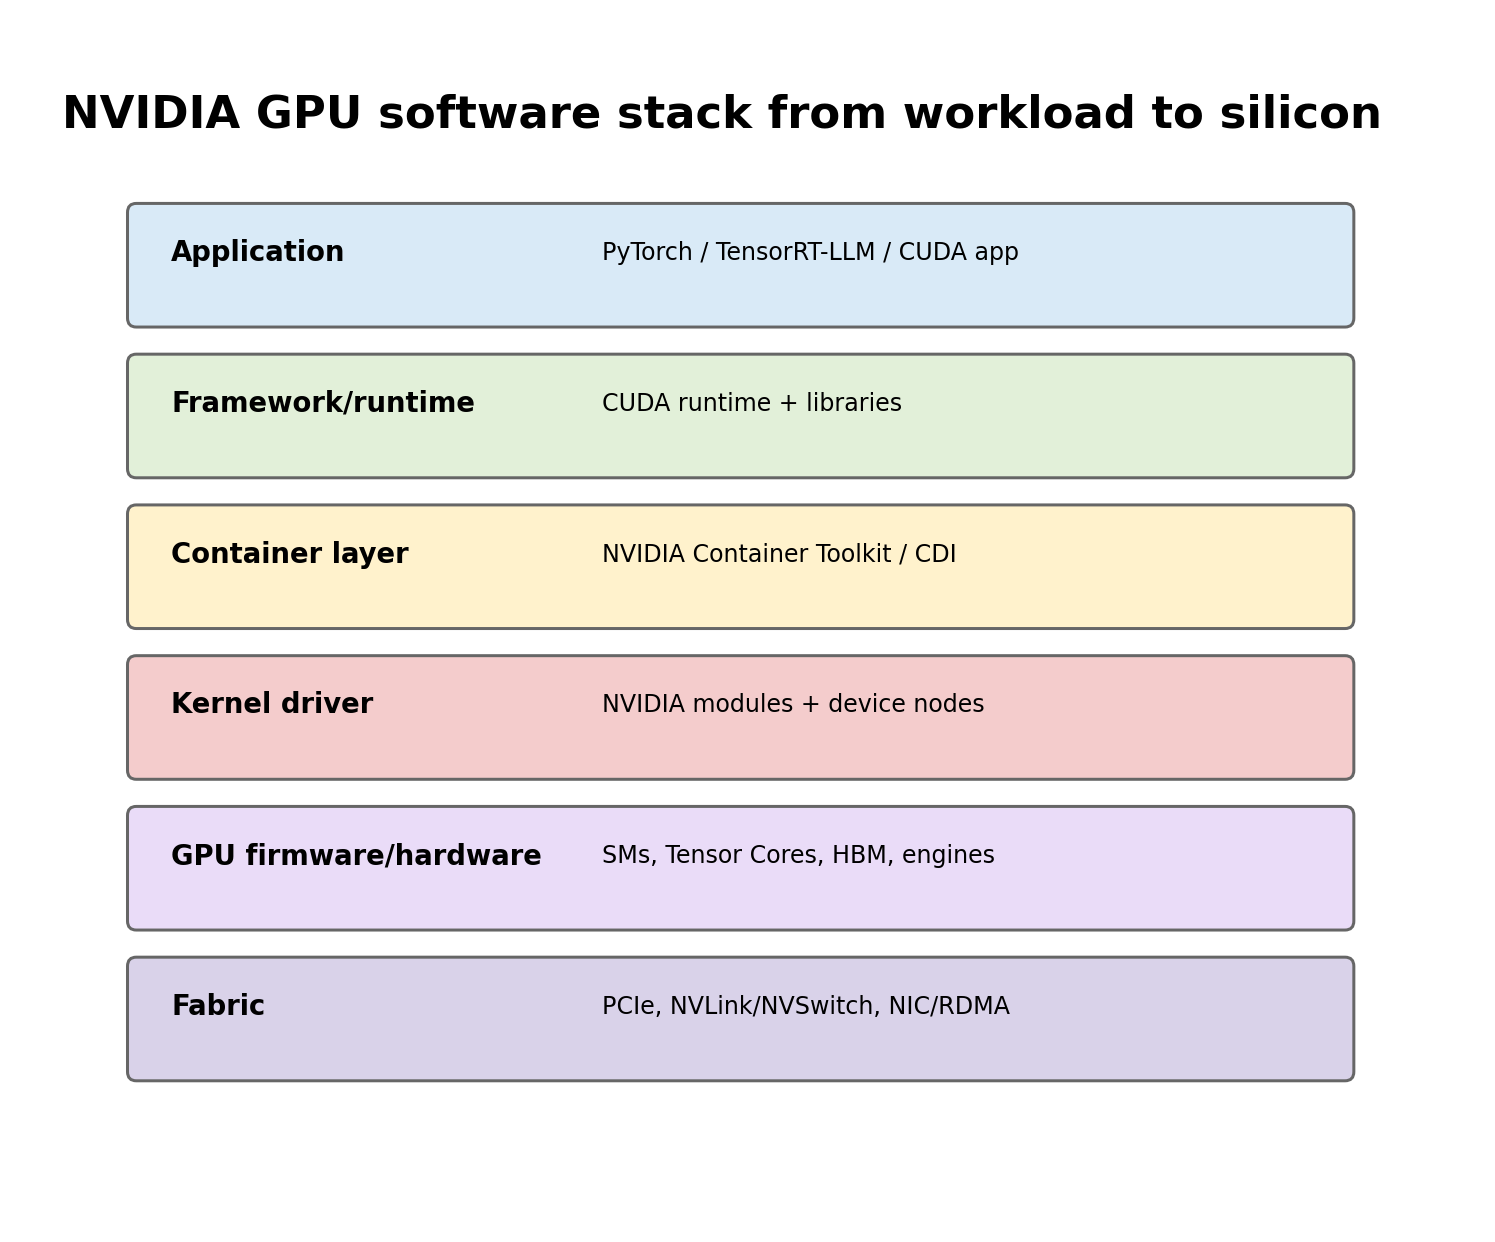 NVIDIA GPU software stack from workload to silicon
Application PyTorch / TensorRT-LLM / CUDA app
Framework/runtime CUDA runtime + libraries
Container layer NVIDIA Container Toolkit / CDI
Kernel driver NVIDIA modules + device nodes
GPU firmware/hardware SMs, Tensor Cores, HBM, engines
Fabric PCIe, NVLink/NVSwitch, NIC/RDMA